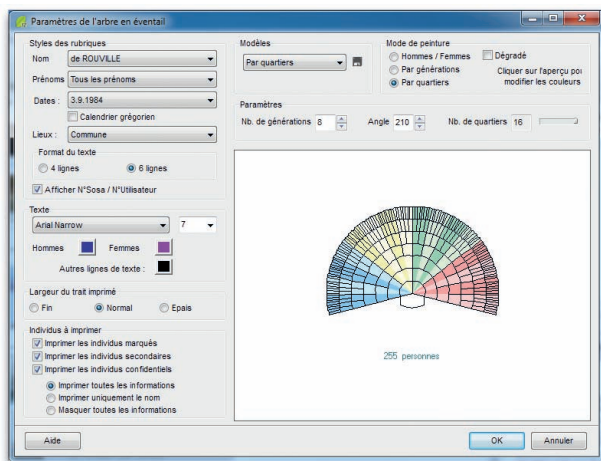 Paramètres de l'arbre en éventail
Styles des rubriques
Nom de ROUVILLE
Prénoms Tous les prénoms
Dates : 3.9.1984
Calendrier grégorien
Lieux : Commune
Format du texte
4 lignes 6 lignes
Afficher N°Sosa / N°Utilisateur
Texte
Arial Narrow 7
Hommes Femmes
Autres lignes de texte :
Largeur du trait imprimé
Fin Normal Epais
Individus à imprimer
Imprimer les individus marqués
Imprimer les individus secondaires
Imprimer les individus confidentiels
Imprimer toutes les informations
Imprimer uniquement le nom
Masquer toutes les informations
Modèles
Par quartiers
Mode de peinture
Hommes / Femmes
Par générations
Par quartiers
Dégradé
Cliquer sur l'aperçu pou
modifier les couleurs
Paramètres
Nb. de générations 8 Angle 210 Nb. de quartiers 16
255 personnes
Aide OK Annuler